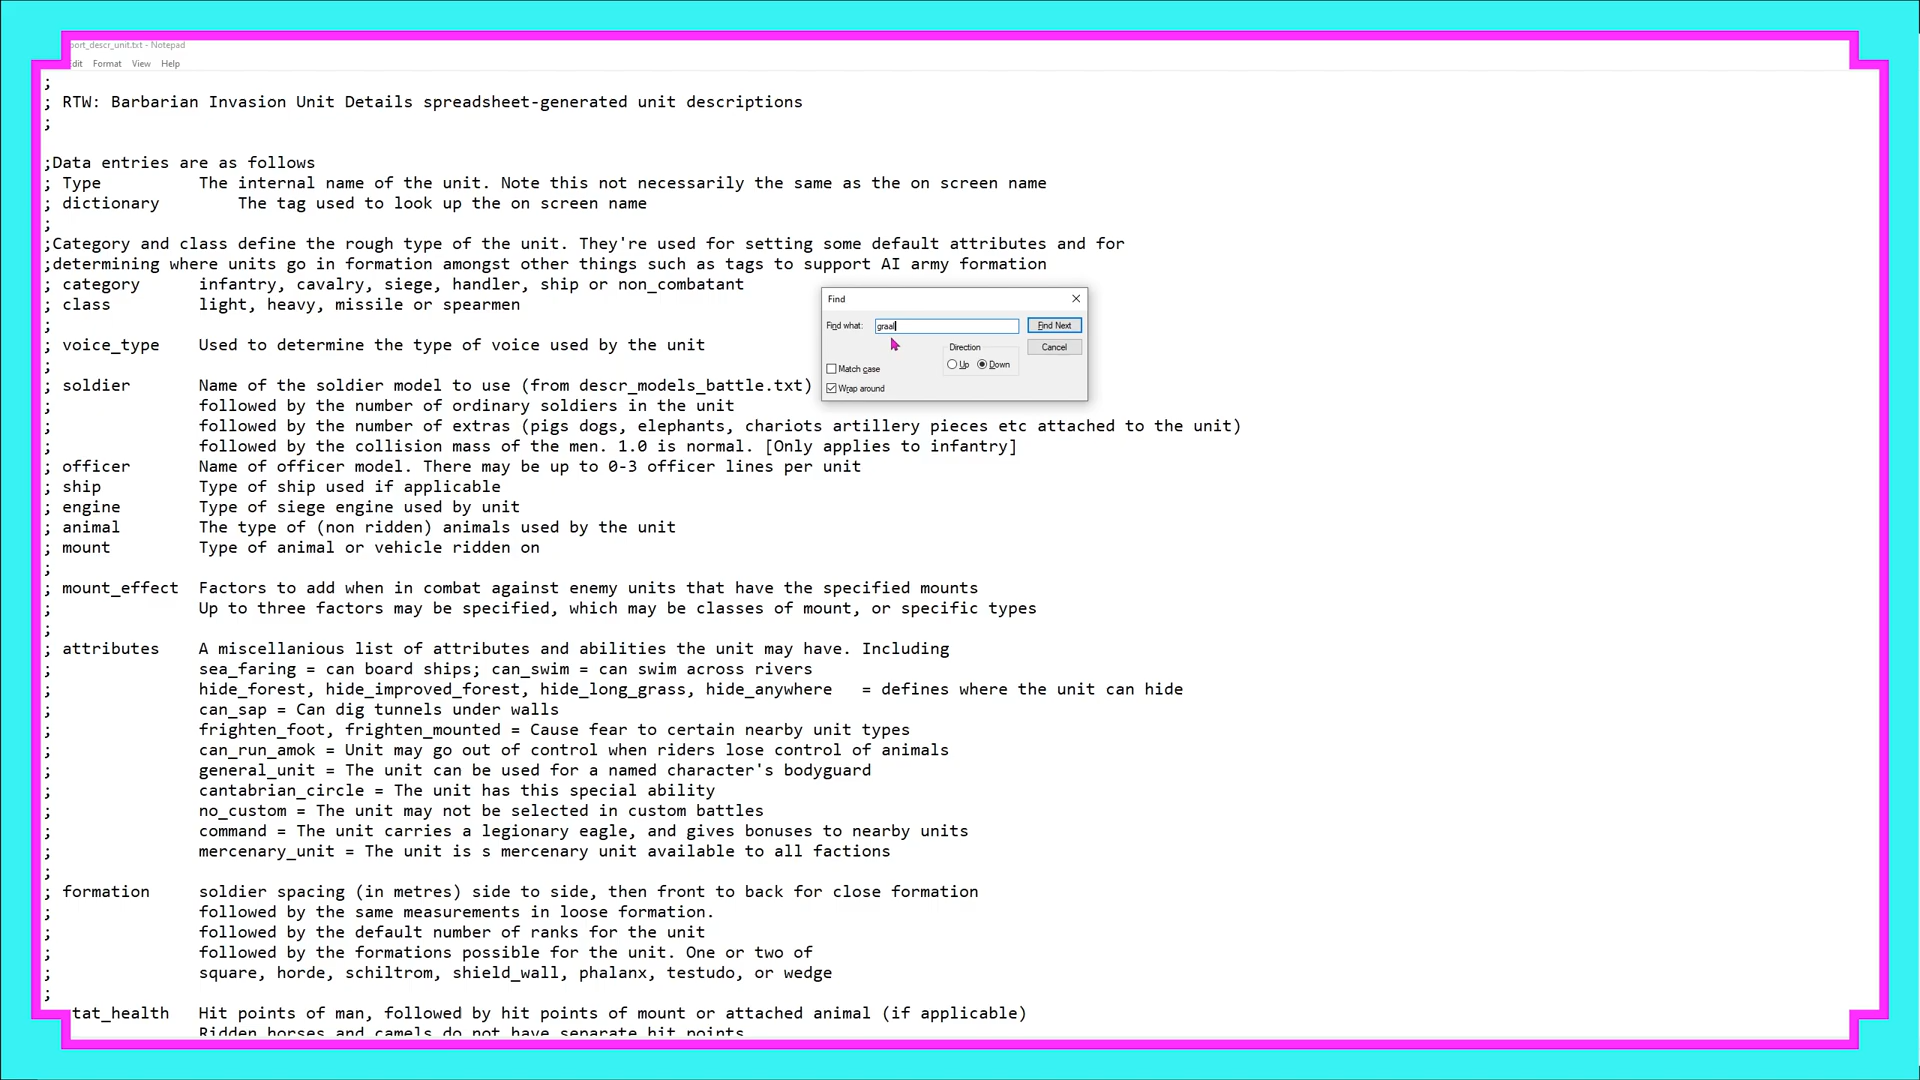 port_descr_unit.txt - Notepad
dit Format View Help
;
; RTW: Barbarian Invasion Unit Details spreadsheet-generated unit descriptions
;
;Data entries are as follows
; Type The internal name of the unit. Note this not necessarily the same as the on screen name
; dictionary The tag used to look up the on screen name
;
;Category and class define the rough type of the unit. They're used for setting some default attributes and for
;determining where units go in formation amongst other things such as tags to support AI army formation
; category infantry, cavalry, siege, handler, ship or non_combatant
; class light, heavy, missile or spearmen
;
; voice_type Used to determine the type of voice used by the unit
;
; soldier Name of the soldier model to use (from descr_models_battle.txt)
; followed by the number of ordinary soldiers in the unit
; followed by the number of extras (pigs dogs, elephants, chariots artillery pieces etc attached to the unit)
; followed by the collision mass of the men. 1.0 is normal. [Only applies to infantry]
; officer Name of officer model. There may be up to 0-3 officer lines per unit
; ship Type of ship used if applicable
; engine Type of siege engine used by unit
; animal The type of (non ridden) animals used by the unit
; mount Type of animal or vehicle ridden on
;
; mount_effect Factors to add when in combat against enemy units that have the specified mounts
; Up to three factors may be specified, which may be classes of mount, or specific types
;
; attributes A miscellanious list of attributes and abilities the unit may have. Including
; sea_faring = can board ships; can_swim = can swim across rivers
; hide_forest, hide_improved_forest, hide_long_grass, hide_anywhere = defines where the unit can hide
; can_sap = Can dig tunnels under walls
; frighten_foot, frighten_mounted = Cause fear to certain nearby unit types
; can_run_amok = Unit may go out of control when riders lose control of animals
; general_unit = The unit can be used for a named character's bodyguard
; cantabrian_circle = The unit has this special ability
; no_custom = The unit may not be selected in custom battles
; command = The unit carries a legionary eagle, and gives bonuses to nearby units
; mercenary_unit = The unit is s mercenary unit available to all factions
;
; formation soldier spacing (in metres) side to side, then front to back for close formation
; followed by the same measurements in loose formation.
; followed by the default number of ranks for the unit
; followed by the formations possible for the unit. One or two of
; square, horde, schiltrom, shield_wall, phalanx, testudo, or wedge
;
tat_health Hit points of man, followed by hit points of mount or attached animal (if applicable)
Ridden horses and camels do not have separate hit points
Find
Find what: graal Find Next
Direction Cancel
Up Down
Match case
Wrap around